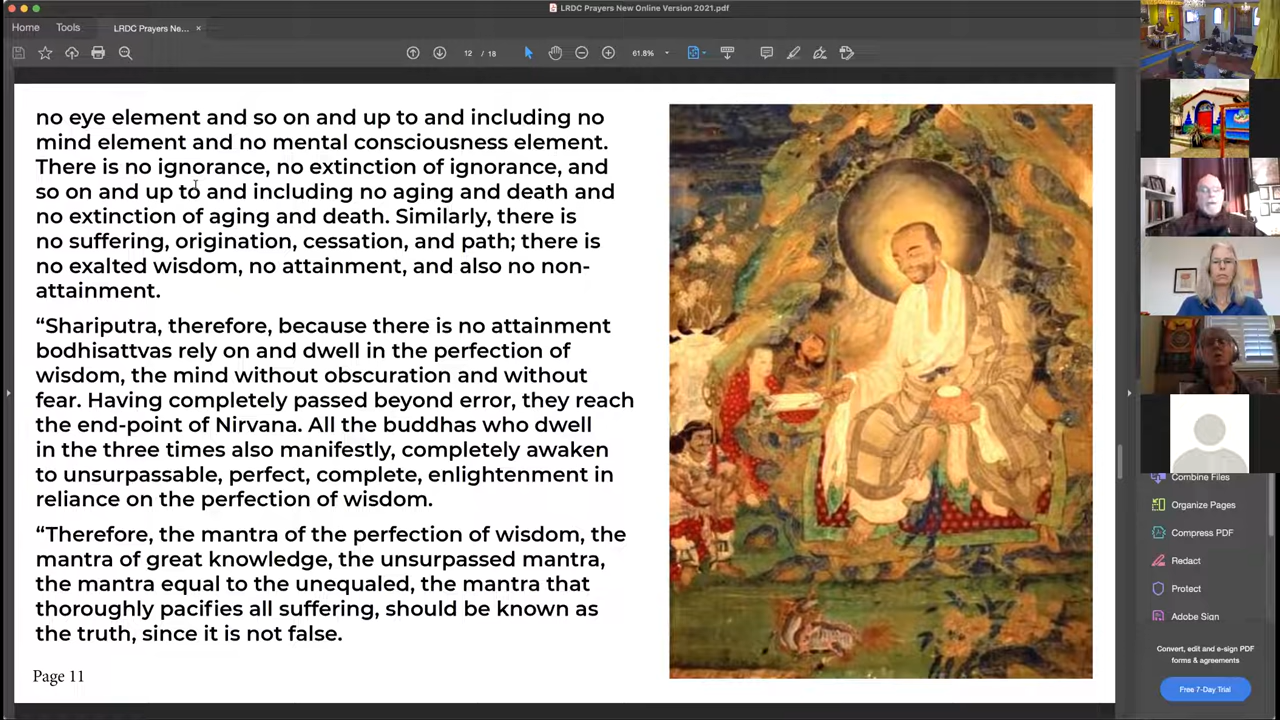 LRDC Prayers New Online Version 2021.pdf
Home
Tools
LRDC Prayers Ne...
12 / 18
61.8%
no eye element and so on and up to and including no
mind element and no mental consciousness element.
There is no ignorance, no extinction of ignorance, and
so on and up to and including no aging and death and
no extinction of aging and death. Similarly, there is
no suffering, origination, cessation, and path; there is
no exalted wisdom, no attainment, and also no non-
attainment.
“Shariputra, therefore, because there is no attainment
bodhisattvas rely on and dwell in the perfection of
wisdom, the mind without obscuration and without
fear. Having completely passed beyond error, they reach
the end-point of Nirvana. All the buddhas who dwell
in the three times also manifestly, completely awaken
to unsurpassable, perfect, complete, enlightenment in
reliance on the perfection of wisdom.
“Therefore, the mantra of the perfection of wisdom, the
mantra of great knowledge, the unsurpassed mantra,
the mantra equal to the unequaled, the mantra that
thoroughly pacifies all suffering, should be known as
the truth, since it is not false.
Page 11
Combine Files
Organize Pages
Compress PDF
Redact
Protect
Adobe Sign
Convert, edit and e-sign PDF
forms & agreements
Free 7-Day Trial